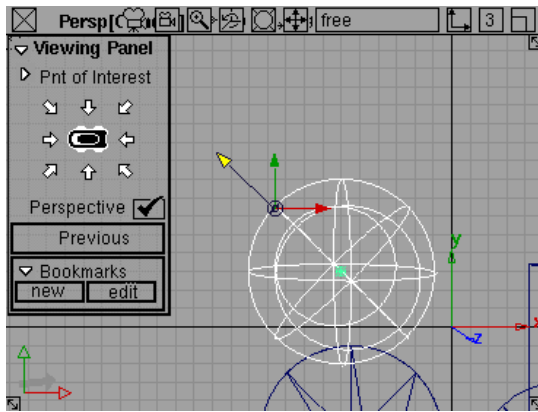 Persp[C
free
3
Viewing Panel
Pnt of Interest
Perspective
Previous
Bookmarks
new edit
y
x
z